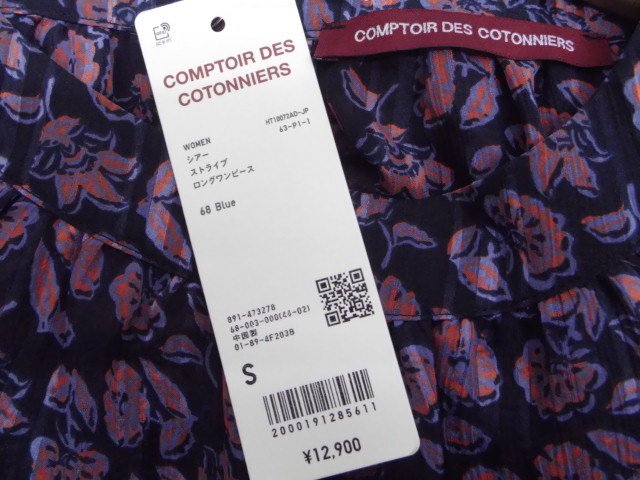 COMPTOIR DES COTONNIERS
COMPTOIR DES
COTONNIERS
HT10072AD-JP
63-P1-1
WOMEN
シアー
ストライプ
ロングワンピース
68 Blue
891-473278
68-003-000(44-02)
中国製
01-89-4F203B
S
2000191285611
¥12,900